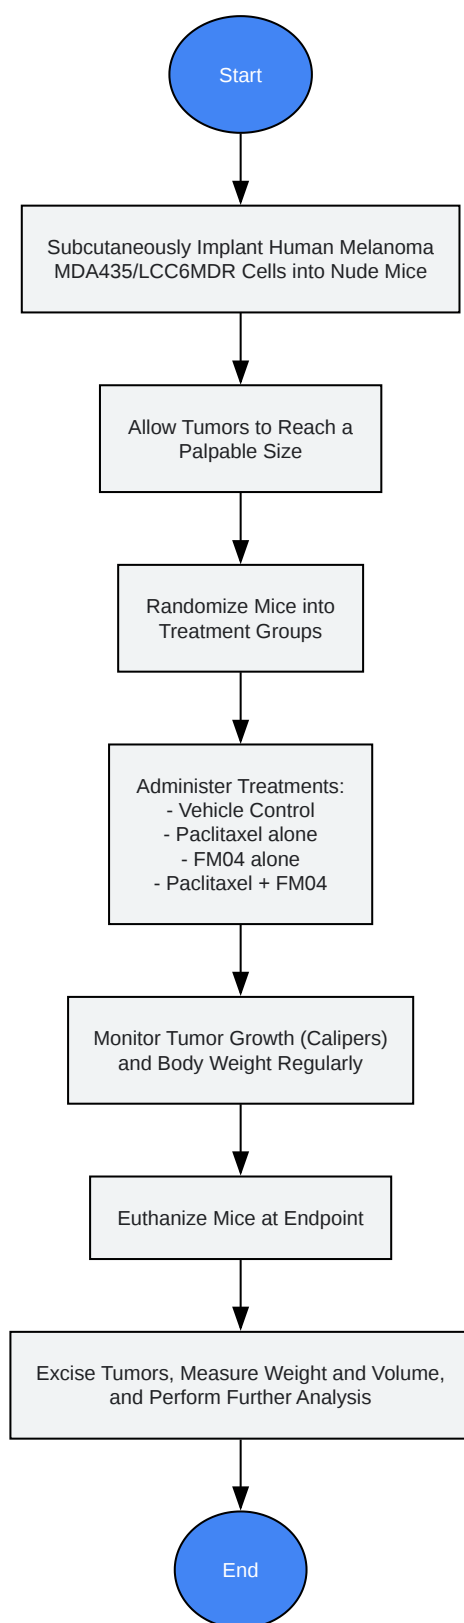 Start
Subcutaneously Implant Human Melanoma
MDA435/LCC6MDR Cells into Nude Mice
Allow Tumors to Reach a
Palpable Size
Randomize Mice into
Treatment Groups
Administer Treatments:
- Vehicle Control
- Paclitaxel alone
- FM04 alone
- Paclitaxel + FM04
Monitor Tumor Growth (Calipers)
and Body Weight Regularly
Euthanize Mice at Endpoint
Excise Tumors, Measure Weight and Volume,
and Perform Further Analysis
End